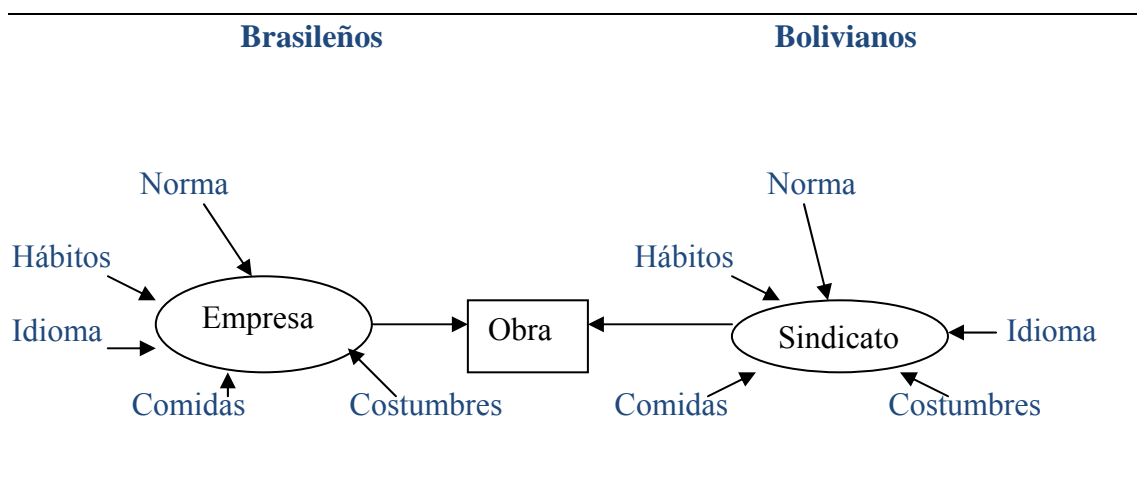 Brasileños Bolivianos
Norma Norma
Hábitos Hábitos
Empresa Obra Sindicato
Idioma Idioma
Comidas Costumbres Comidas Costumbres